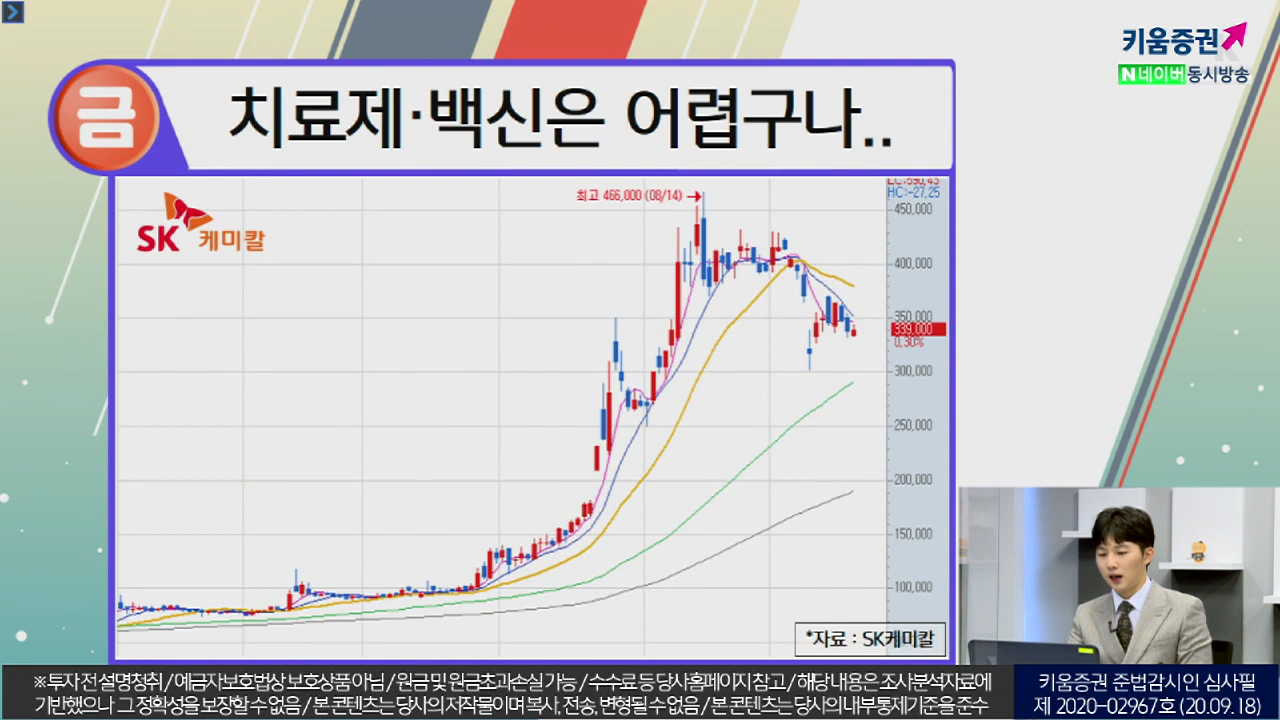 키움증권
N 네이버 동시방송
금
치료제·백신은 어렵구나..
SK 케미칼
최고 466,000 (08/14)
LC:590,43
HC:-27,25
450,000
400,000
350,000
339,000
0,30%
300,000
250,000
200,000
150,000
100,000
*자료 : SK케미칼
※ 투자 전 설명청취 / 예금자보호법상 보호상품 아님 / 원금 및 원금초과손실 가능 / 수수료 등 당사홈페이지 참고 / 해당 내용은 조사분석자료에
기반했으나 그 정확성을 보장할 수 없음 / 본 콘텐츠는 당사의 저작물이며 복사, 전송, 변형될 수 없음 / 본 콘텐츠는 당사의 내부통제기준을 준수
키움증권 준법감시인 심사필
제 2020-02967호 (20.09.18)